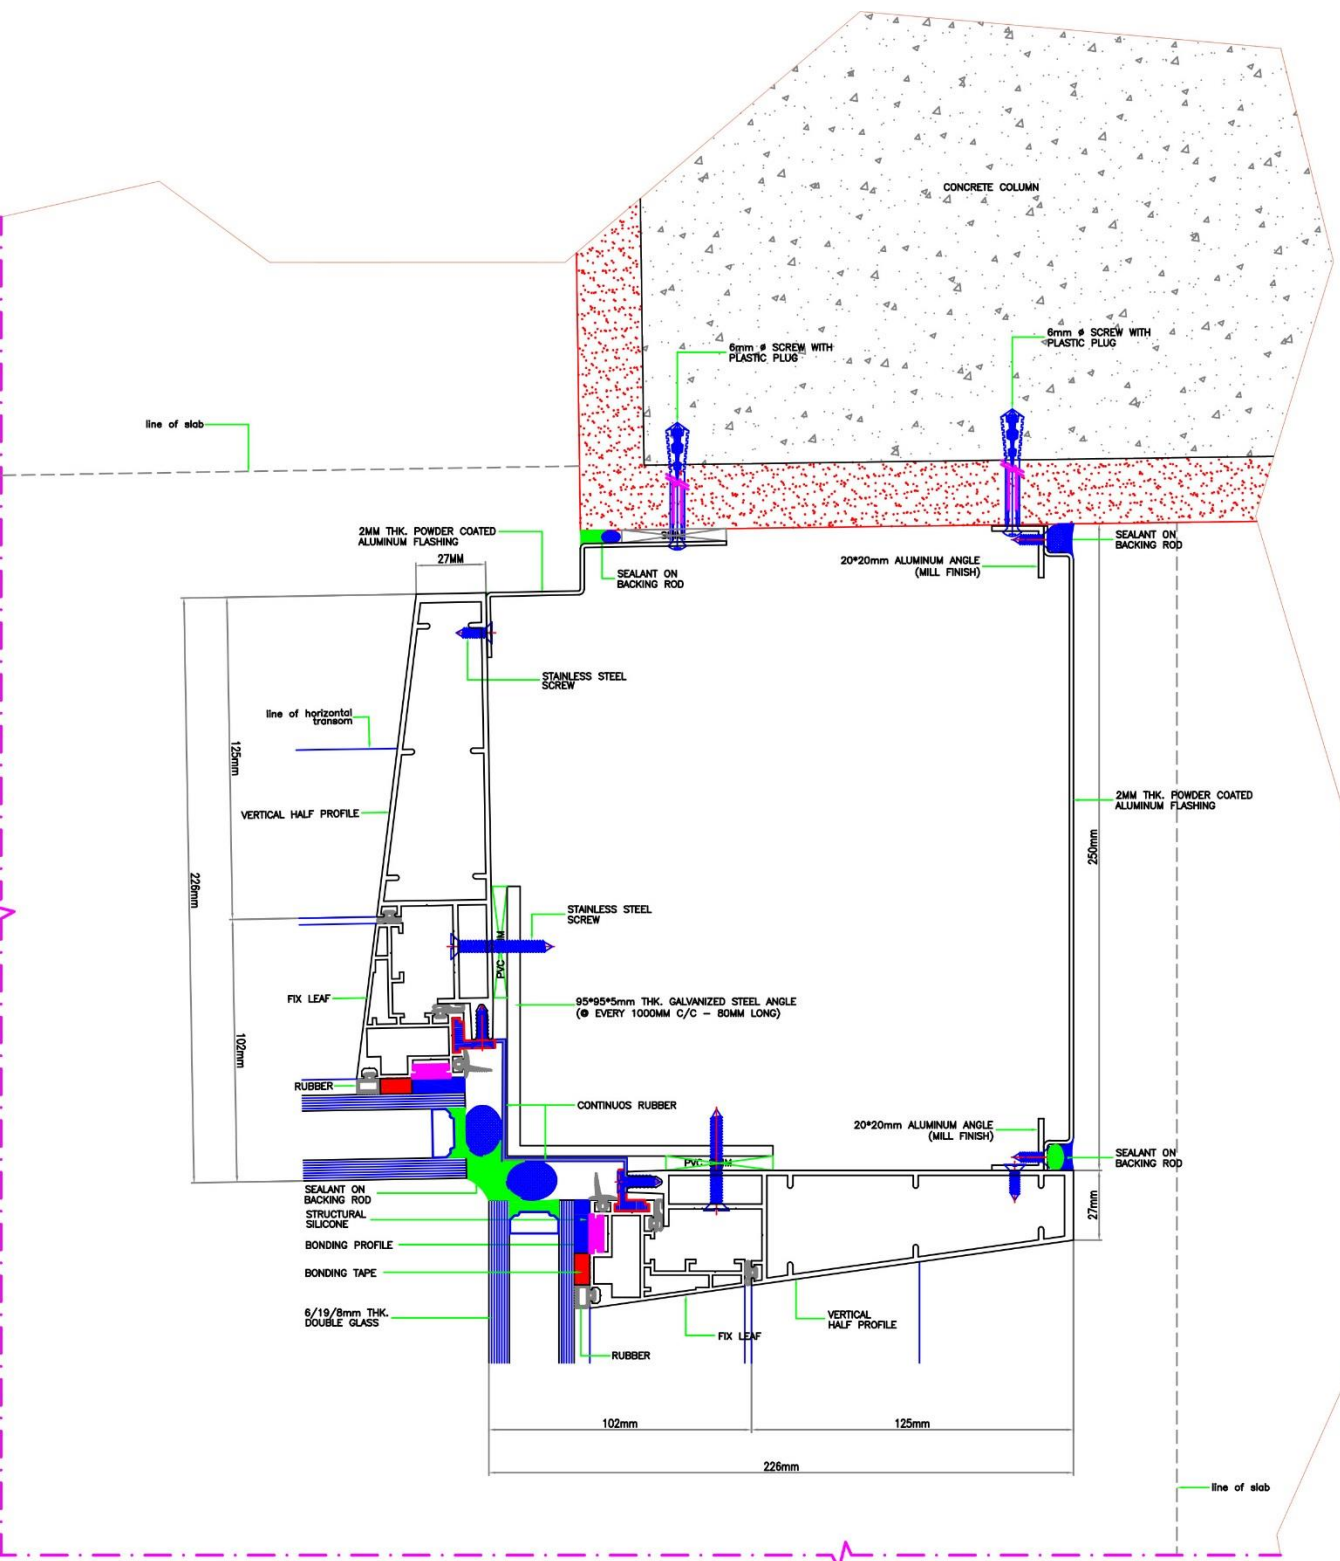 CONCRETE COLUMN
6mm ø SCREW WITH
PLASTIC PLUG
6mm ø SCREW WITH
PLASTIC PLUG
line of slab
2MM THK. POWDER COATED
ALUMINUM FLASHING
27MM
SEALANT ON
BACKING ROD
20*20mm ALUMINUM ANGLE
(MILL FINISH)
SEALANT ON
BACKING ROD
STAINLESS STEEL
SCREW
line of horizontal
transom
125mm
VERTICAL HALF PROFILE
2MM THK. POWDER COATED
ALUMINUM FLASHING
250mm
226mm
STAINLESS STEEL
SCREW
PVC
FIX LEAF
95*95*5mm THK. GALVANIZED STEEL ANGLE
(@ EVERY 1000MM C/C - 80MM LONG)
102mm
RUBBER
CONTINUOS RUBBER
20*20mm ALUMINUM ANGLE
(MILL FINISH)
SEALANT ON
BACKING ROD
PVC
SEALANT ON
BACKING ROD
STRUCTURAL
SILICONE
27mm
BONDING PROFILE
BONDING TAPE
6/19/8mm THK.
DOUBLE GLASS
VERTICAL
HALF PROFILE
FIX LEAF
RUBBER
102mm
125mm
226mm
line of slab